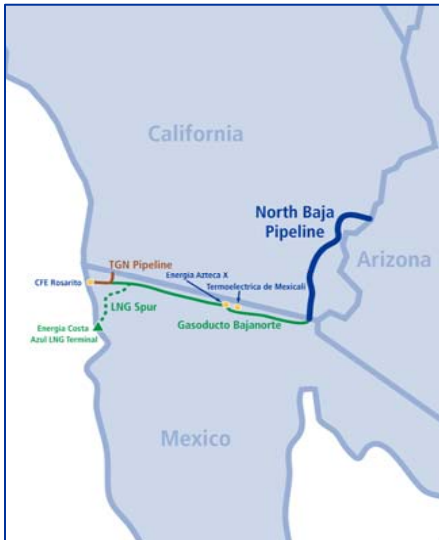 California
North Baja
Pipeline
Arizona
TGN Pipeline
Energia Azteca X
Termoelectrica de Mexicali
CFE Rosarito
LNG Spur
Gasoducto Bajanorte
Energia Costa
Azul LNG Terminal
Mexico